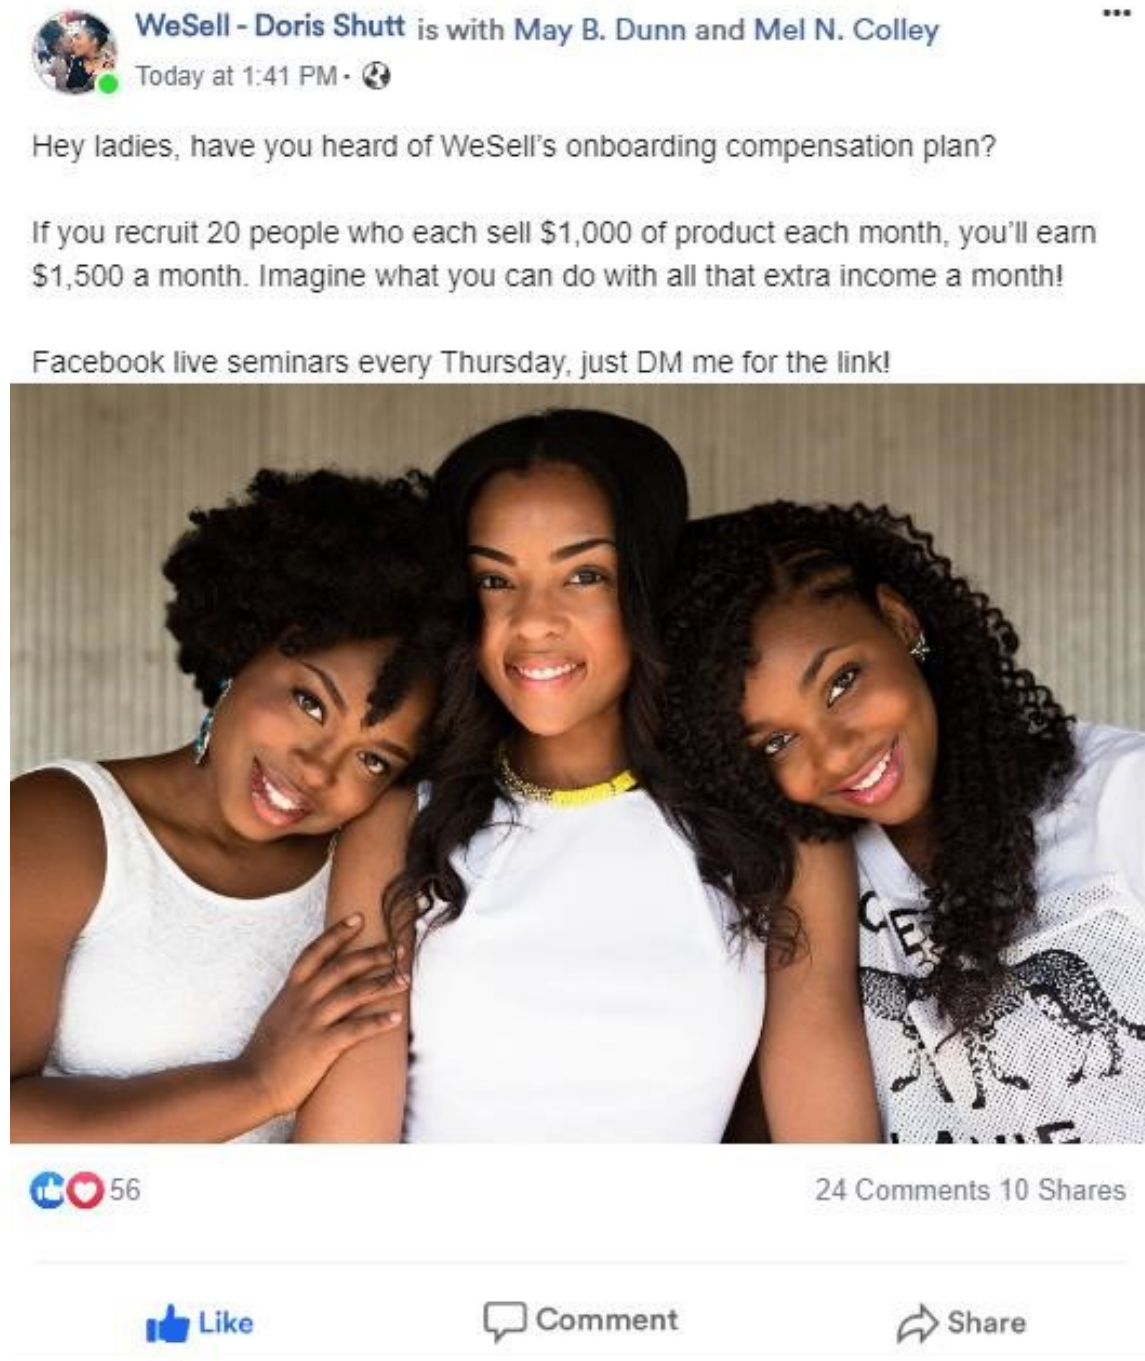 WeSell - Doris Shutt is with May B. Dunn and Mel N. Colley
Today at 1:41 PM ·
Hey ladies, have you heard of WeSell's onboarding compensation plan?
If you recruit 20 people who each sell $1,000 of product each month, you'll earn
$1,500 a month. Imagine what you can do with all that extra income a month!
Facebook live seminars every Thursday, just DM me for the link!
56
24 Comments 10 Shares
Like
Comment
Share